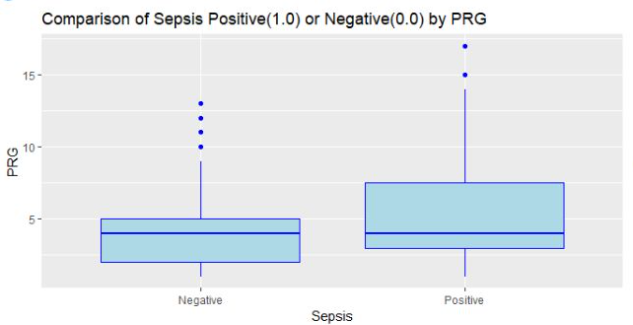 Comparison of Sepsis Positive(1.0) or Negative(0.0) by PRG
15
10
5
PRG
Negative
Positive
Sepsis